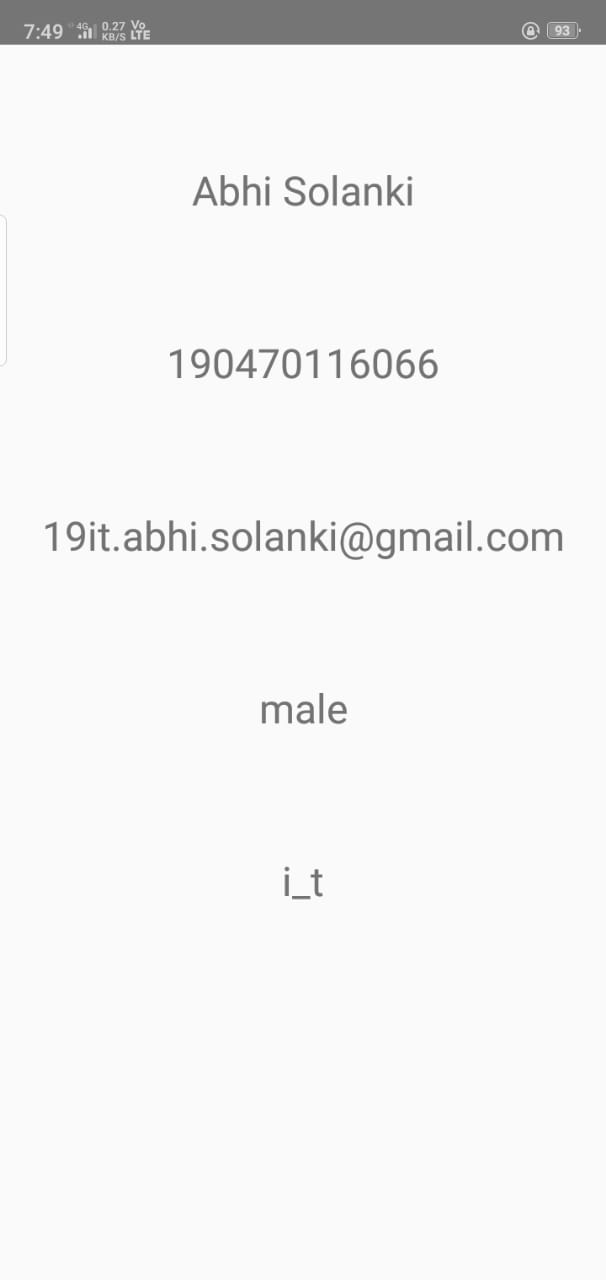 7:49 4G 0.27 KB/S Vo LTE 93
Abhi Solanki
190470116066
19it.abhi.solanki@gmail.com
male
i_t